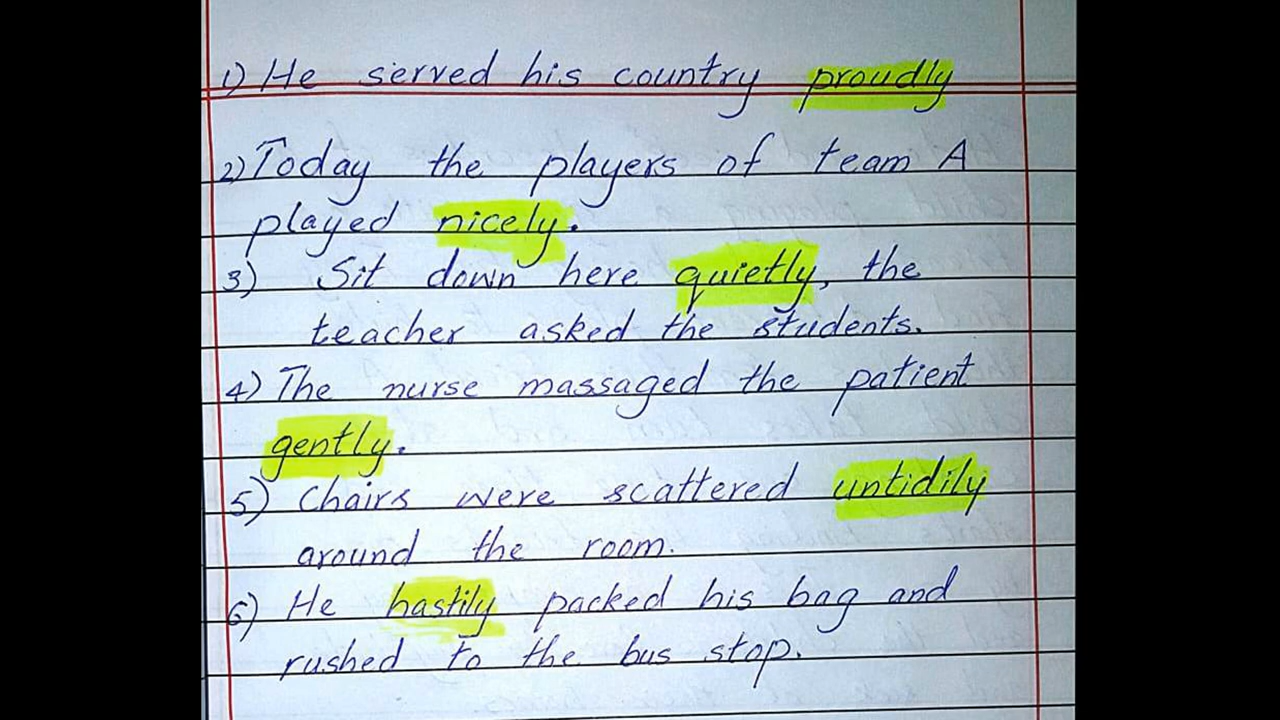 1) He served his country proudly
2) Today the players of team A
played nicely.
3) Sit down here quietly, the
teacher asked the students.
4) The nurse massaged the patient
gently.
5) Chairs were scattered untidily
around the room.
6) He hastily packed his bag and
rushed to the bus stop.